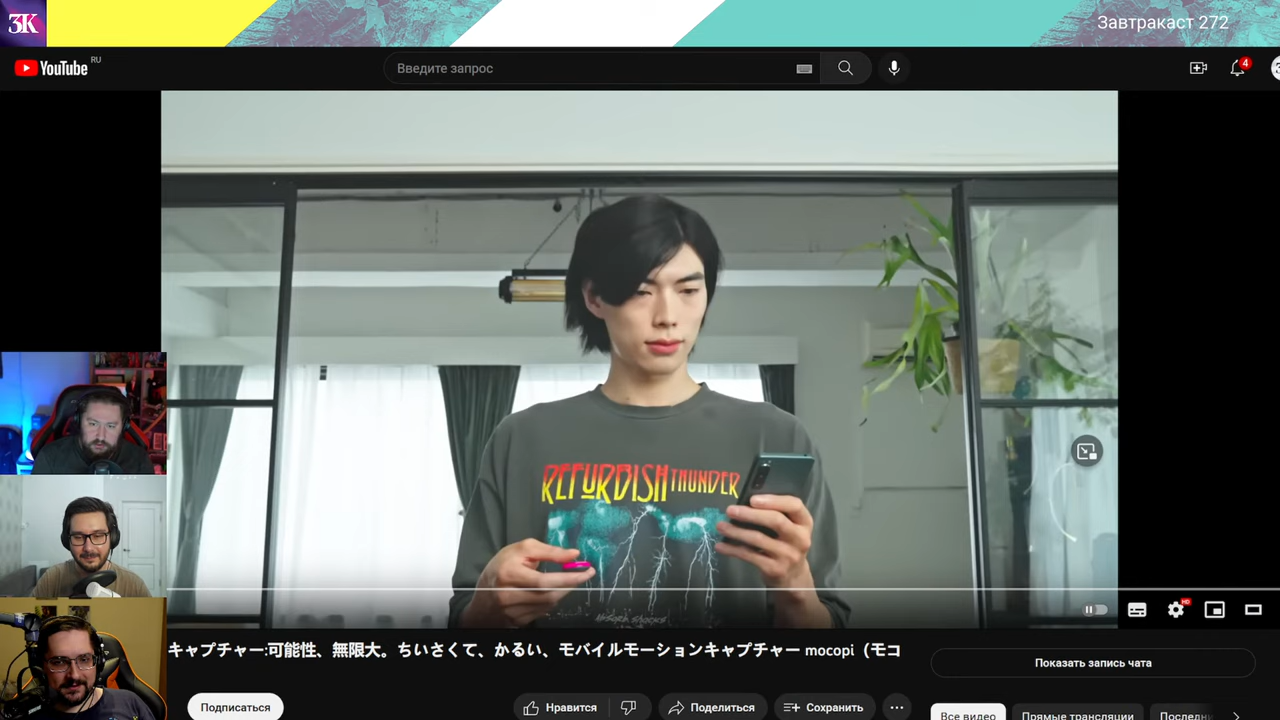 ЗК
Завтракаст 272
YouTube RU
Введите запрос
4
REFURBISH THUNDER
HD
キャプチャー:可能性、無限大。ちいさくて、かるい、モバイルモーションキャプチャー mocopi（モコ
Показать запись чата
Подписаться
Нравится
Поделиться
Сохранить
Все видео
Прямые трансляции
Последн